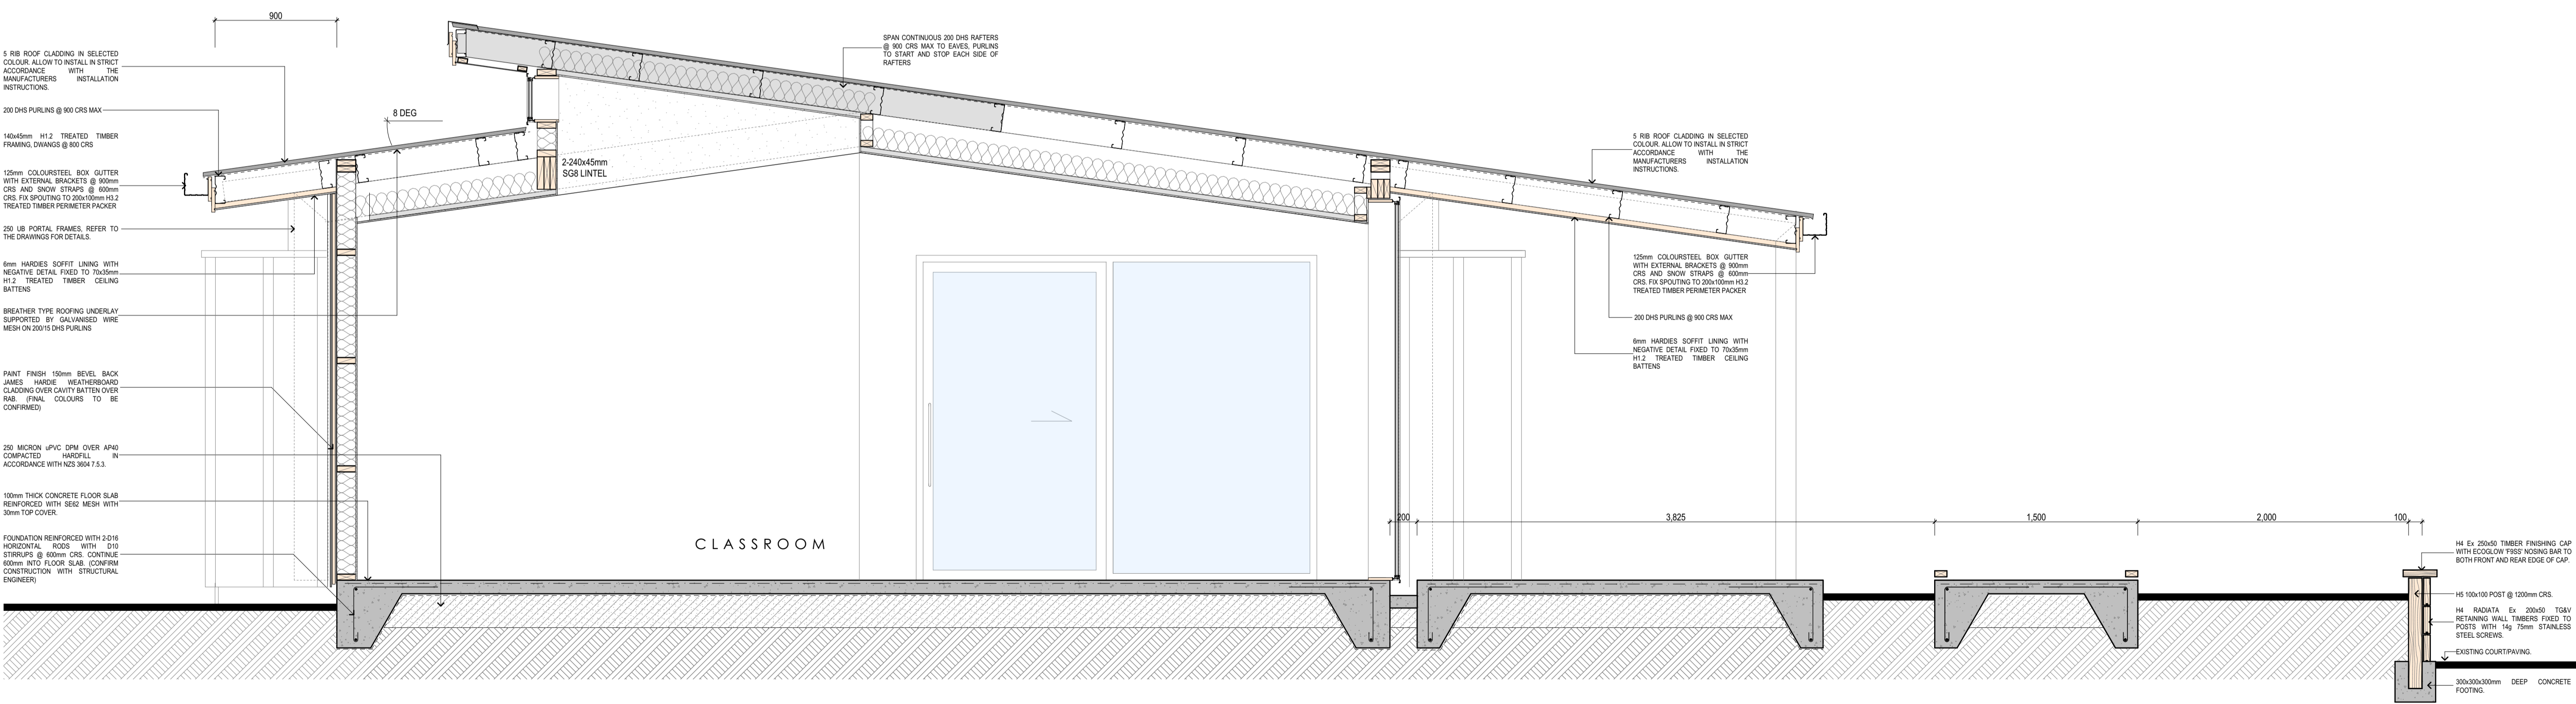 900
5 RIB ROOF CLADDING IN SELECTED
COLOUR. ALLOW TO INSTALL IN STRICT
ACCORDANCE WITH THE
MANUFACTURERS INSTALLATION
INSTRUCTIONS.
200 DHS PURLINS @ 900 CRS MAX
140x45mm H1.2 TREATED TIMBER
FRAMING, DWANGS @ 800 CRS
125mm COLOURSTEEL BOX GUTTER
WITH EXTERNAL BRACKETS @ 900mm
CRS AND SNOW STRAPS @ 600mm
CRS. FIX SPOUTING TO 200x100mm H3.2
TREATED TIMBER PERIMETER PACKER
250 UB PORTAL FRAMES, REFER TO
THE DRAWINGS FOR DETAILS.
6mm HARDIES SOFFIT LINING WITH
NEGATIVE DETAIL FIXED TO 70x35mm
H1.2 TREATED TIMBER CEILING
BATTENS
BREATHER TYPE ROOFING UNDERLAY
SUPPORTED BY GALVANISED WIRE
MESH ON 200/15 DHS PURLINS
PAINT FINISH 150mm BEVEL BACK
JAMES HARDIE WEATHERBOARD
CLADDING OVER CAVITY BATTEN OVER
RAB. (FINAL COLOURS TO BE
CONFIRMED)
250 MICRON uPVC DPM OVER AP40
COMPACTED HARDFILL IN
ACCORDANCE WITH NZS 3604 7.5.3.
100mm THICK CONCRETE FLOOR SLAB
REINFORCED WITH SE62 MESH WITH
30mm TOP COVER.
FOUNDATION REINFORCED WITH 2-D16
HORIZONTAL RODS WITH D10
STIRRUPS @ 600mm CRS. CONTINUE
600mm INTO FLOOR SLAB. (CONFIRM
CONSTRUCTION WITH STRUCTURAL
ENGINEER)
8 DEG
2-240x45mm
SG8 LINTEL
SPAN CONTINUOUS 200 DHS RAFTERS
@ 900 CRS MAX TO EAVES, PURLINS
TO START AND STOP EACH SIDE OF
RAFTERS
CLASSROOM
5 RIB ROOF CLADDING IN SELECTED
COLOUR. ALLOW TO INSTALL IN STRICT
ACCORDANCE WITH THE
MANUFACTURERS INSTALLATION
INSTRUCTIONS.
125mm COLOURSTEEL BOX GUTTER
WITH EXTERNAL BRACKETS @ 900mm
CRS AND SNOW STRAPS @ 600mm
CRS. FIX SPOUTING TO 200x100mm H3.2
TREATED TIMBER PERIMETER PACKER
200 DHS PURLINS @ 900 CRS MAX
6mm HARDIES SOFFIT LINING WITH
NEGATIVE DETAIL FIXED TO 70x35mm
H1.2 TREATED TIMBER CEILING
BATTENS
200 3,825 1,500 2,000 100
H4 Ex 250x50 TIMBER FINISHING CAP
WITH ECOGLOW 'F9SS' NOSING BAR TO
BOTH FRONT AND REAR EDGE OF CAP.
H5 100x100 POST @ 1200mm CRS.
H4 RADIATA Ex 200x50 TG&V
RETAINING WALL TIMBERS FIXED TO
POSTS WITH 14g 75mm STAINLESS
STEEL SCREWS.
EXISTING COURT/PAVING.
300x300x300mm DEEP CONCRETE
FOOTING.